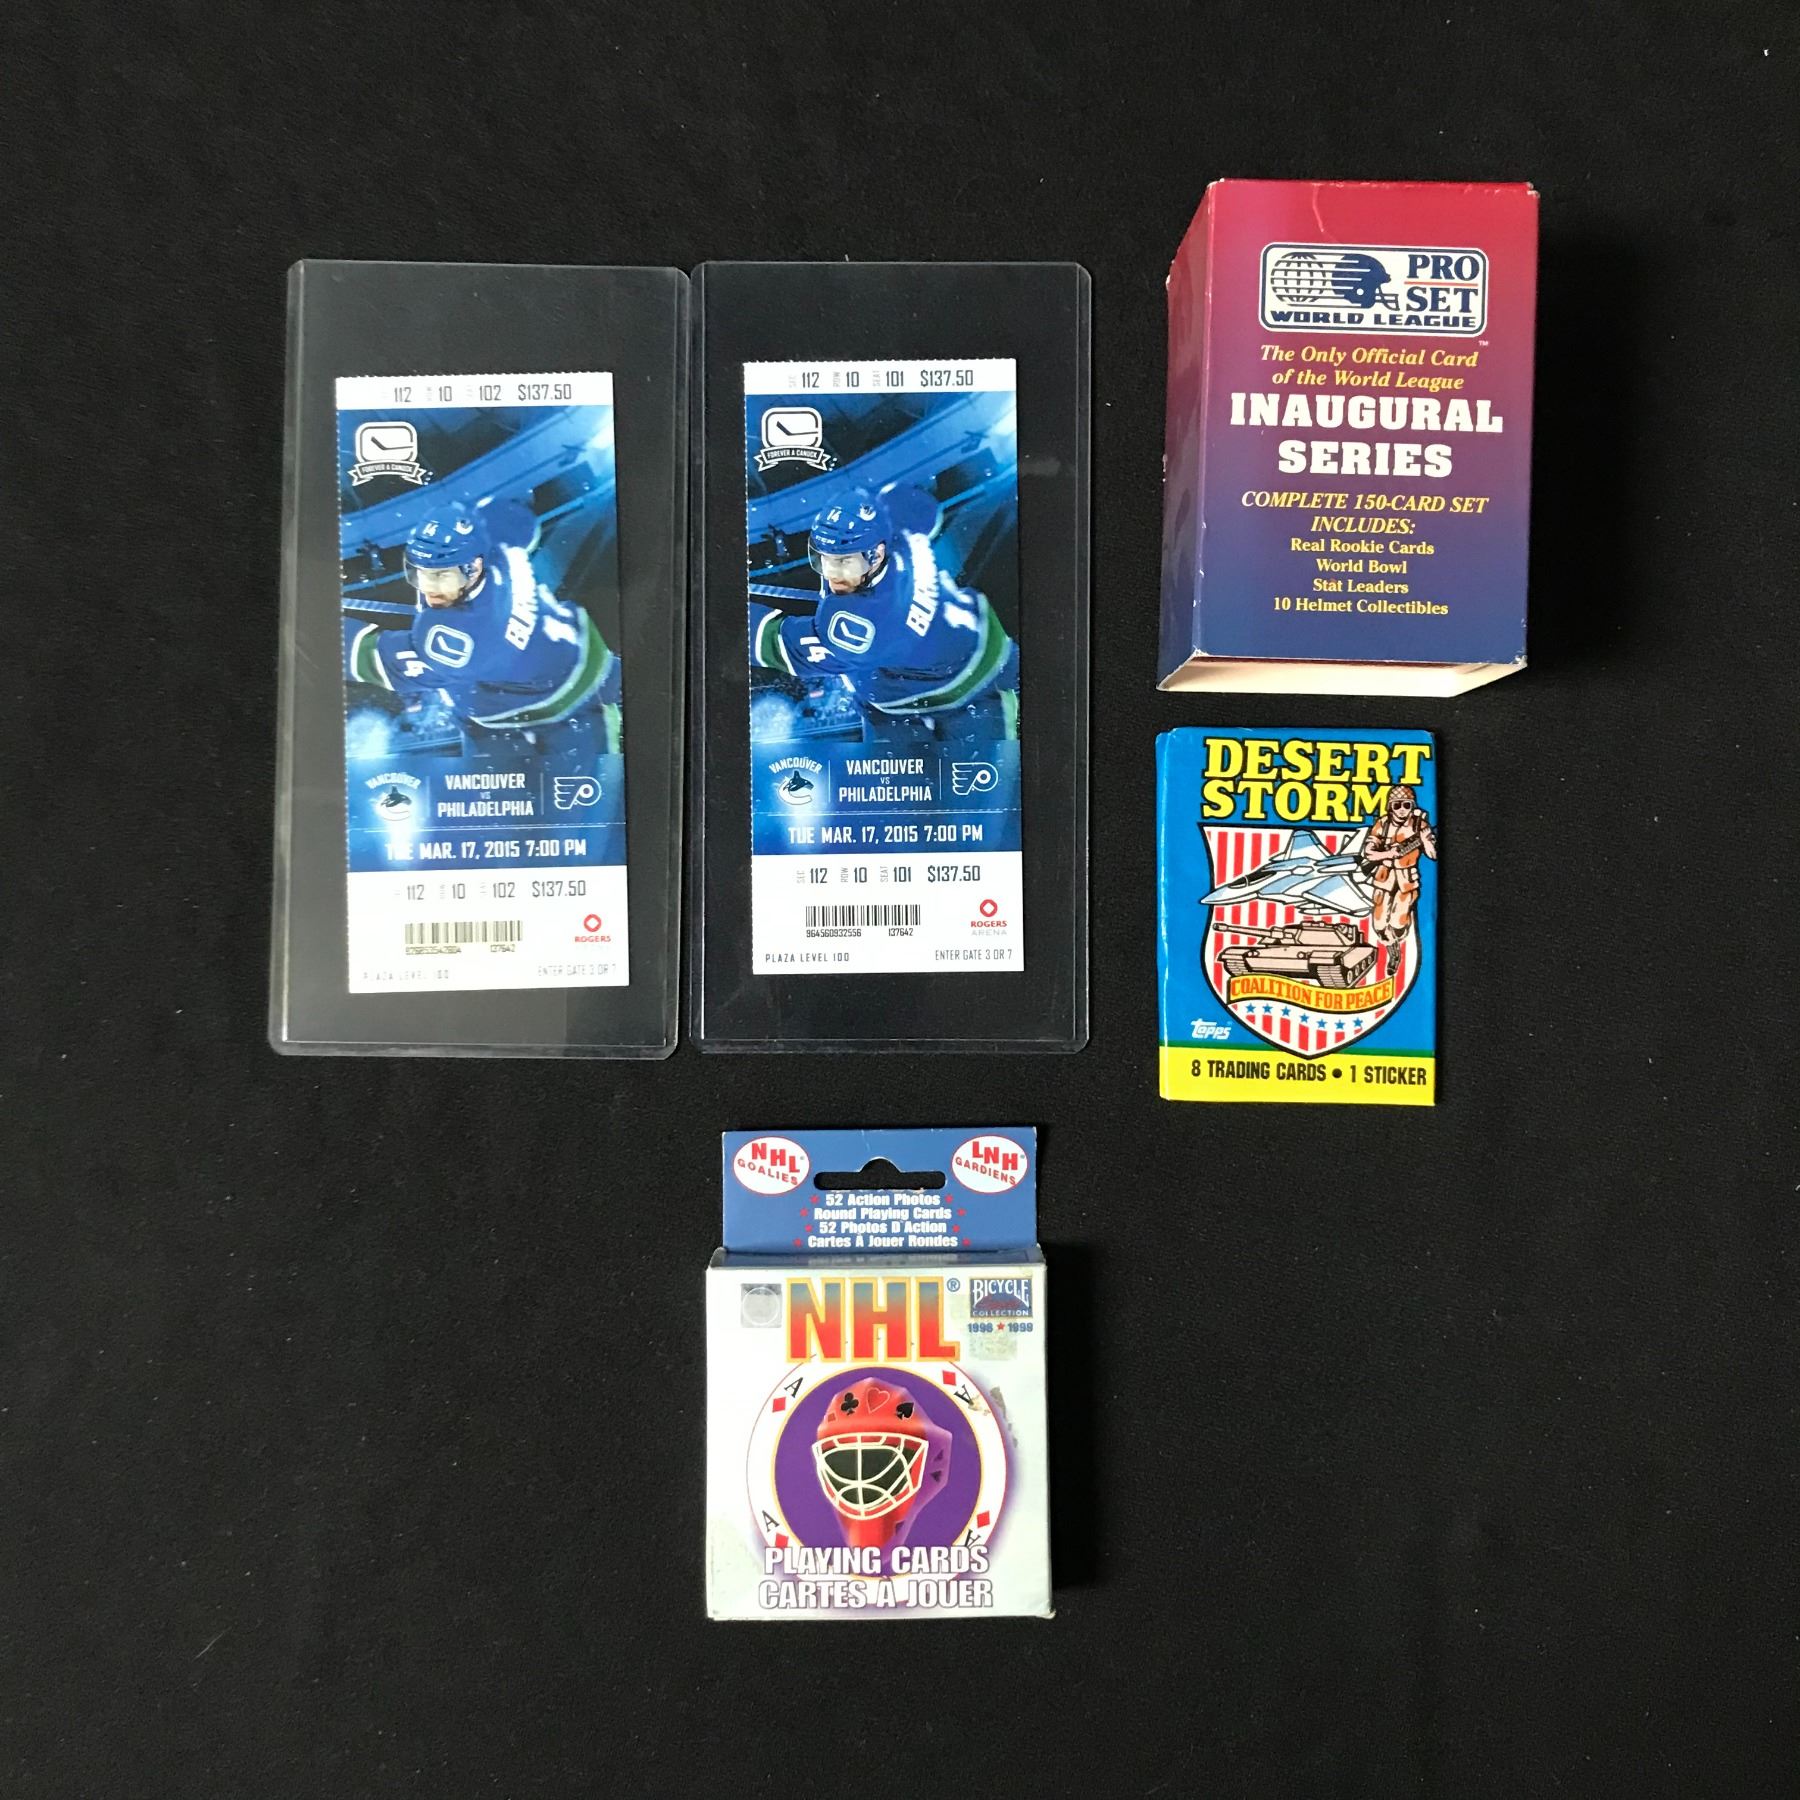 112 10 102 $137.50
FOREVER A CANUCK
14
14
VANCOUVER
VANCOUVER
VS
PHILADELPHIA
TUE MAR. 17, 2015 7:00 PM
112 10 102 $137.50
137642
ROGERS
PLAZA LEVEL 100
ENTER GATE 3 OR 7
SEC 112 ROW 10 SEAT 101 $137.50
FOREVER A CANUCK
14
14
VANCOUVER
VANCOUVER
VS
PHILADELPHIA
TUE MAR. 17, 2015 7:00 PM
SEC 112 ROW 10 SEAT 101 $137.50
964560932556 137642
ROGERS
ARENA
PLAZA LEVEL 100
ENTER GATE 3 OR 7
PRO
SET
WORLD LEAGUE
TM
The Only Official Card
of the World League
INAUGURAL
SERIES
COMPLETE 150-CARD SET
INCLUDES:
Real Rookie Cards
World Bowl
Stat Leaders
10 Helmet Collectibles
DESERT
STORM
COALITION FOR PEACE
Topps
8 TRADING CARDS • 1 STICKER
NHL
GOALIES
LNH
GARDIENS
52 Action Photos
Round Playing Cards
52 Photos D'Action
Cartes À Jouer Rondes
NHL®
BICYCLE
Sports
COLLECTION
1998 ★ 1999
A
A
A
A
PLAYING CARDS
CARTES À JOUER